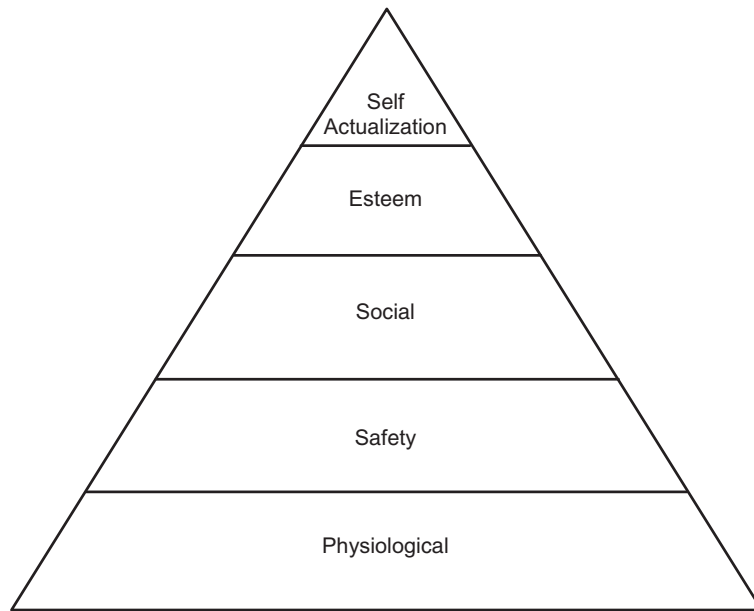 Self
Actualization
Esteem
Social
Safety
Physiological